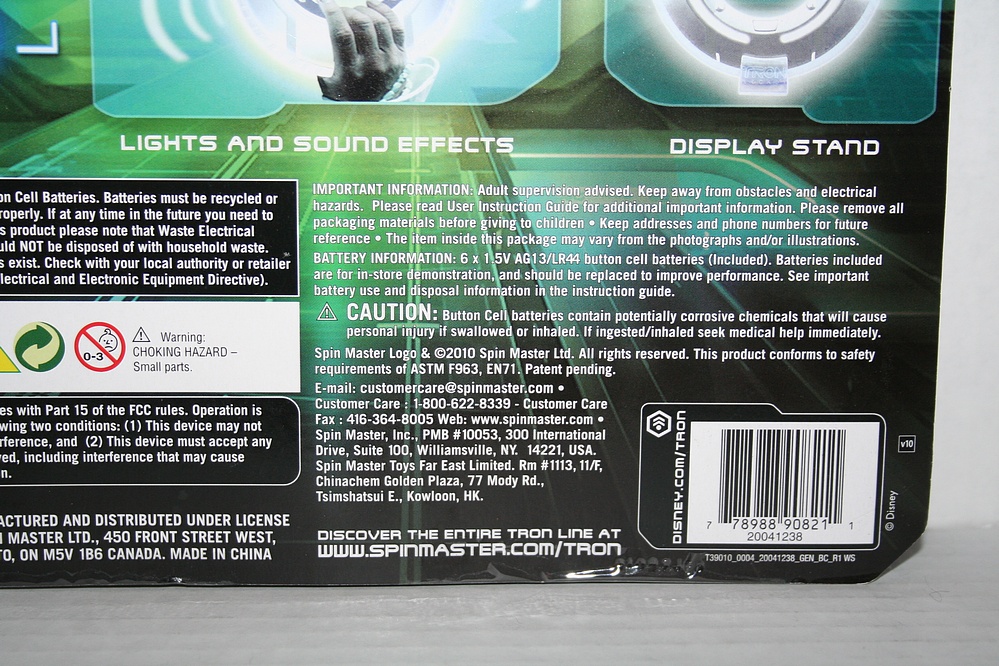 LIGHTS AND SOUND EFFECTS
DISPLAY STAND
on Cell Batteries. Batteries must be recycled or
roperly. If at any time in the future you need to
s product please note that Waste Electrical
uld NOT be disposed of with household waste.
s exist. Check with your local authority or retailer
lectrical and Electronic Equipment Directive).
0-3
Warning:
CHOKING HAZARD –
Small parts.
es with Part 15 of the FCC rules. Operation is
wing two conditions: (1) This device may not
rference, and (2) This device must accept any
ved, including interference that may cause
n.
ACTURED AND DISTRIBUTED UNDER LICENSE
N MASTER LTD., 450 FRONT STREET WEST,
TO, ON M5V 1B6 CANADA. MADE IN CHINA
IMPORTANT INFORMATION: Adult supervision advised. Keep away from obstacles and electrical
hazards. Please read User Instruction Guide for additional important information. Please remove all
packaging materials before giving to children • Keep addresses and phone numbers for future
reference • The item inside this package may vary from the photographs and/or illustrations.
BATTERY INFORMATION: 6 x 1.5V AG13/LR44 button cell batteries (Included). Batteries included
are for in-store demonstration, and should be replaced to improve performance. See important
battery use and disposal information in the instruction guide.
CAUTION: Button Cell batteries contain potentially corrosive chemicals that will cause
personal injury if swallowed or inhaled. If ingested/inhaled seek medical help immediately.
Spin Master Logo & ©2010 Spin Master Ltd. All rights reserved. This product conforms to safety
requirements of ASTM F963, EN71. Patent pending.
E-mail: customercare@spinmaster.com •
Customer Care : 1-800-622-8339 - Customer Care
Fax : 416-364-8005 Web: www.spinmaster.com •
Spin Master, Inc., PMB #10053, 300 International
Drive, Suite 100, Williamsville, NY. 14221, USA.
Spin Master Toys Far East Limited. Rm #1113, 11/F,
Chinachem Golden Plaza, 77 Mody Rd.,
Tsimshatsui E., Kowloon, HK.
DISCOVER THE ENTIRE TRON LINE AT
WWW.SPINMASTER.COM/TRON
DISNEY.COM/TRON
7 78988 90821 1
20041238
v10
© Disney
T39010_0004_20041238_GEN_BC_R1 WS